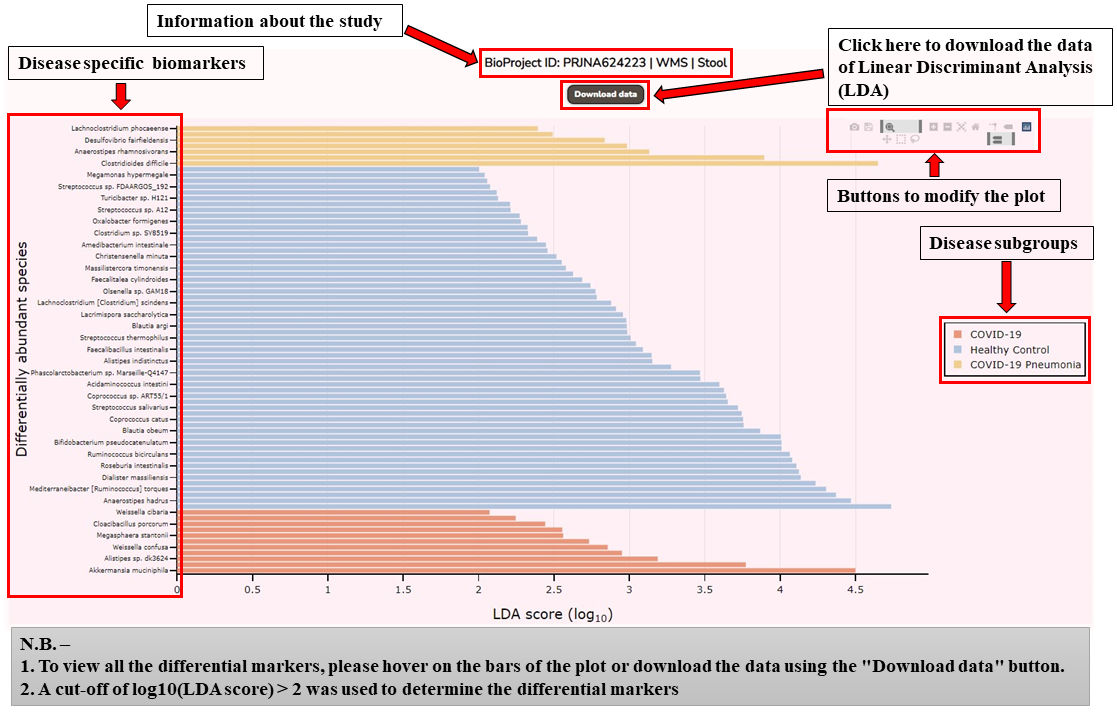 Information about the study
Disease specific biomarkers
BioProject ID: PRJNA624223 | WMS | Stool
Download data
Click here to download the data
of Linear Discriminant Analysis
(LDA)
Buttons to modify the plot
Disease subgroups
COVID-19
Healthy Control
COVID-19 Pneumonia
Differentially abundant species
Lachnoclostridium phocaeense
Desulfovibrio fairfieldensis
Anaerostipes rhamnosivorans
Clostridioides difficile
Megamonas hypermegale
Streptococcus sp. FDAARGOS_192
Turicibacter sp. H121
Streptococcus sp. A12
Oxalobacter formigenes
Clostridium sp. SY8519
Amedibacterium intestinale
Christensenella minuta
Massilistercora timonensis
Faecalitalea cylindroides
Olsenella sp. GAM18
Lachnoclostridium [Clostridium] scindens
Lacrimispora saccharolytica
Blautia argi
Streptococcus thermophilus
Faecalibacillus intestinalis
Alistipes indistinctus
Phascolarctobacterium sp. Marseille-Q4147
Acidaminococcus intestini
Coprococcus sp. ART55/1
Streptococcus salivarius
Coprococcus catus
Blautia obeum
Bifidobacterium pseudocatenulatum
Ruminococcus bicirculans
Roseburia intestinalis
Dialister massiliensis
Mediterraneibacter [Ruminococcus] torques
Anaerostipes hadrus
Weissella cibaria
Cloacibacillus porcorum
Megasphaera stantonii
Weissella confusa
Alistipes sp. dk3624
Akkermansia muciniphila
0 0.5 1 1.5 2 2.5 3 3.5 4 4.5
LDA score (log10)
N.B. –
1. To view all the differential markers, please hover on the bars of the plot or download the data using the "Download data" button.
2. A cut-off of log10(LDA score) > 2 was used to determine the differential markers